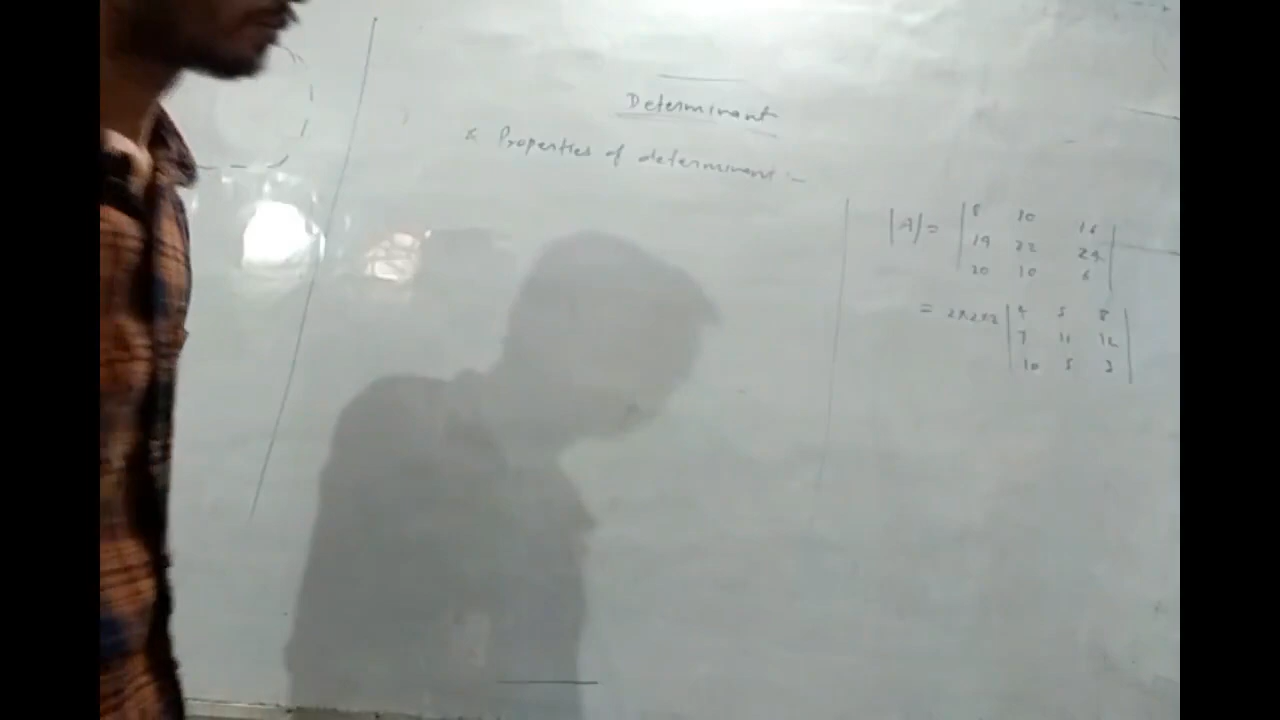 Determinant
× Properties of determinant :-
|A| = | 8 10 16 |
| 14 22 24 |
| 20 10 6 |
= 2×2×2 | 4 5 8 |
| 7 11 12 |
| 10 5 3 |